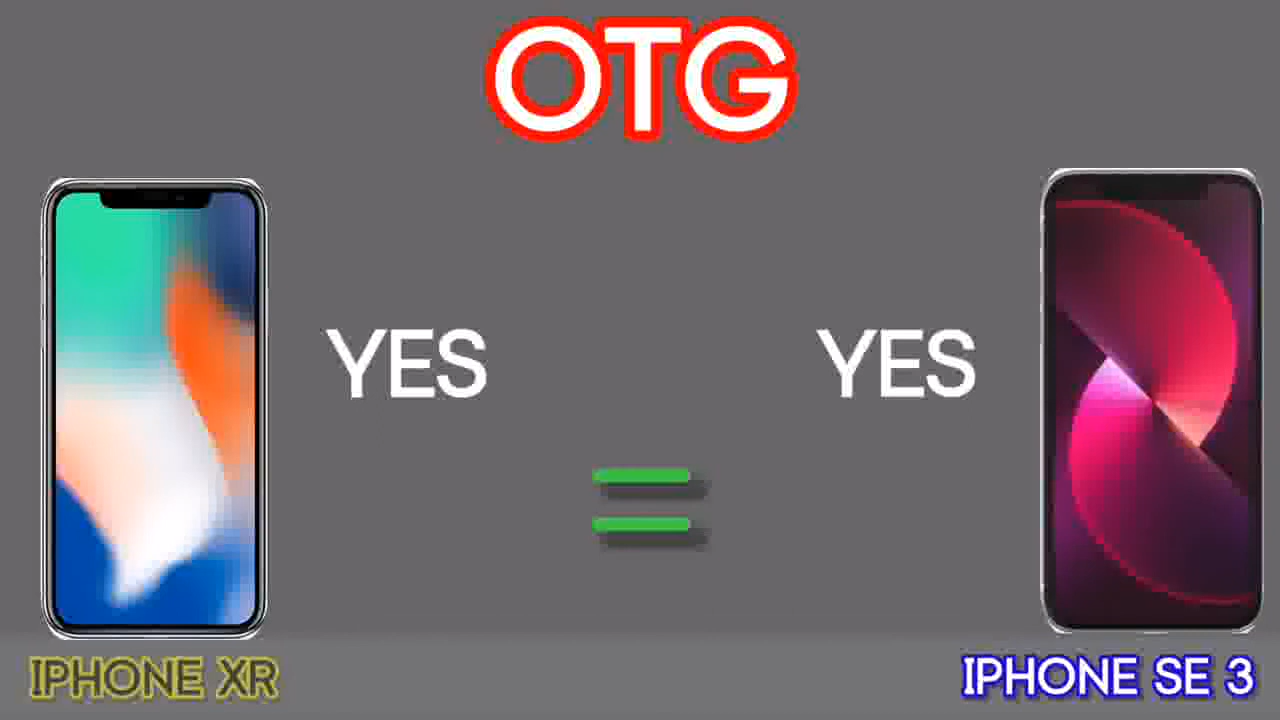 OTG
YES
YES
=
IPHONE XR
IPHONE SE 3